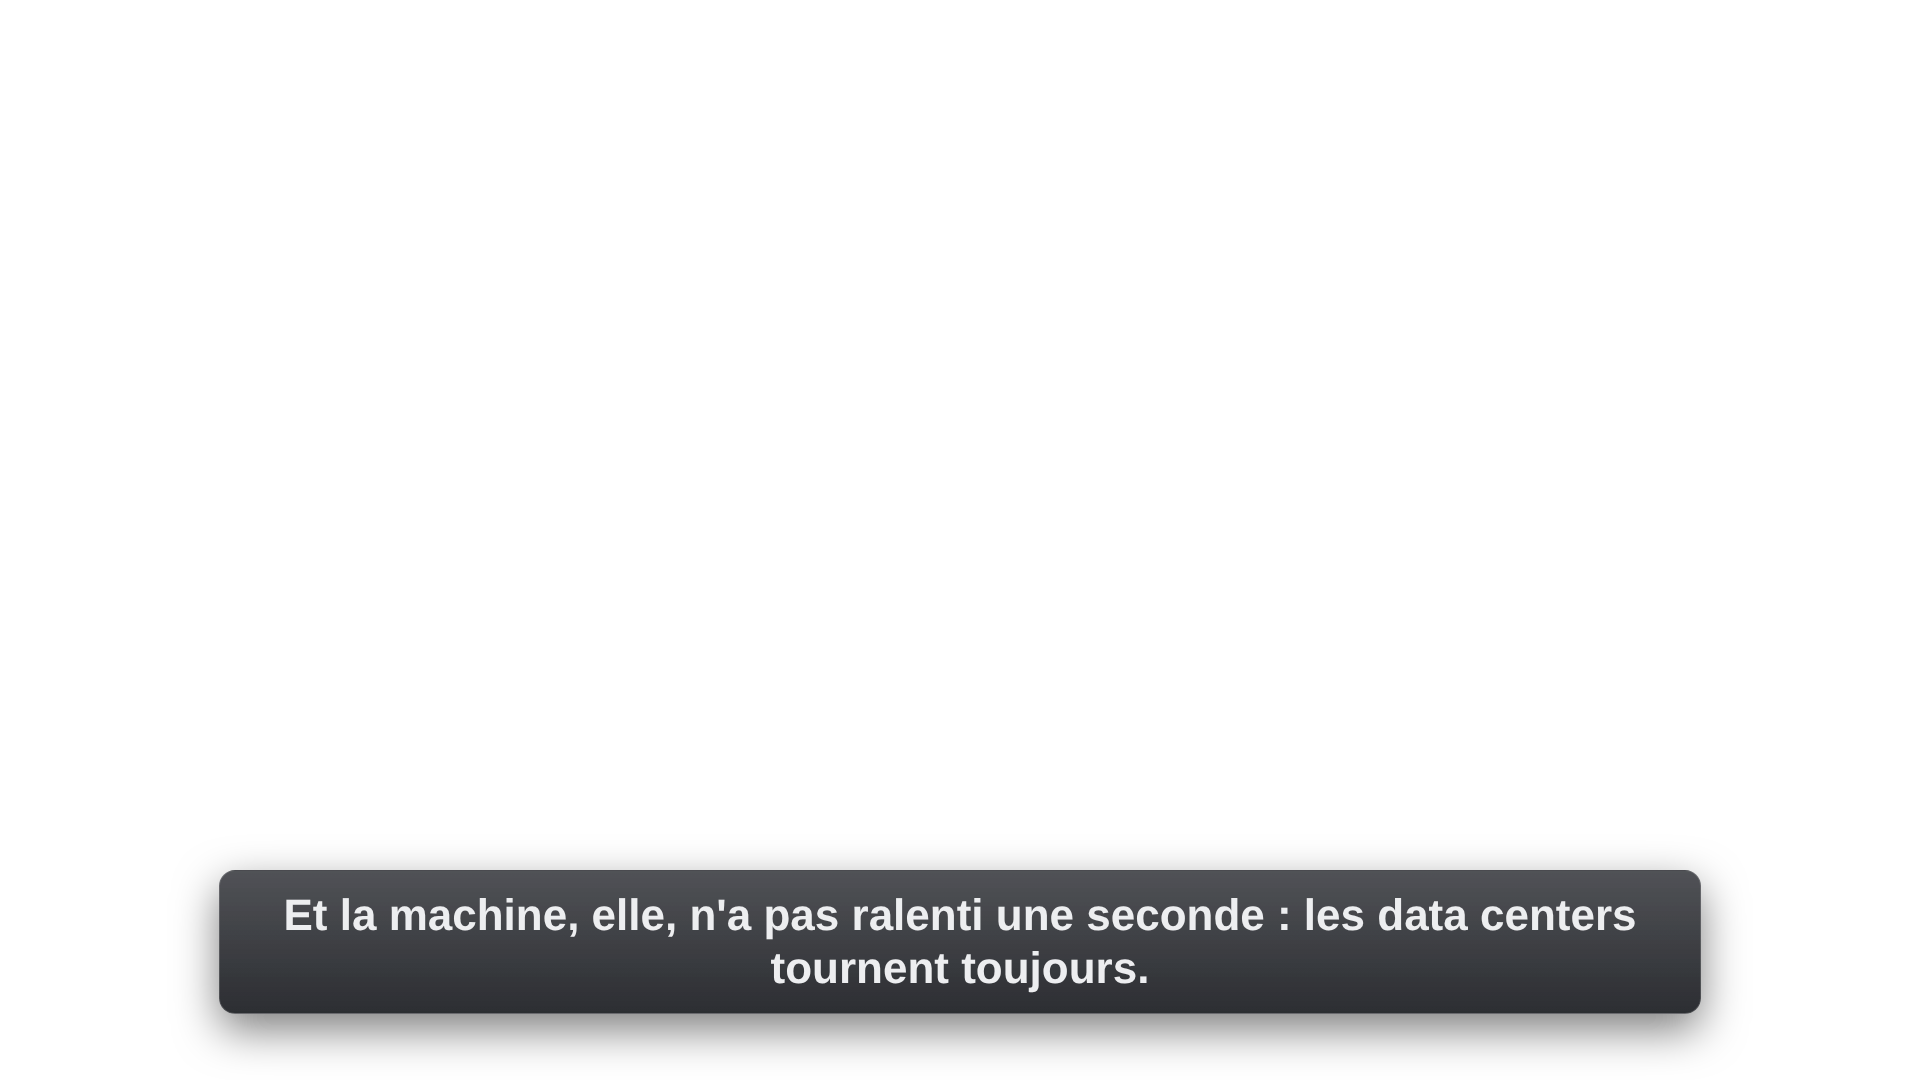 Et la machine, elle, n'a pas ralenti une seconde : les data centers
tournent toujours.